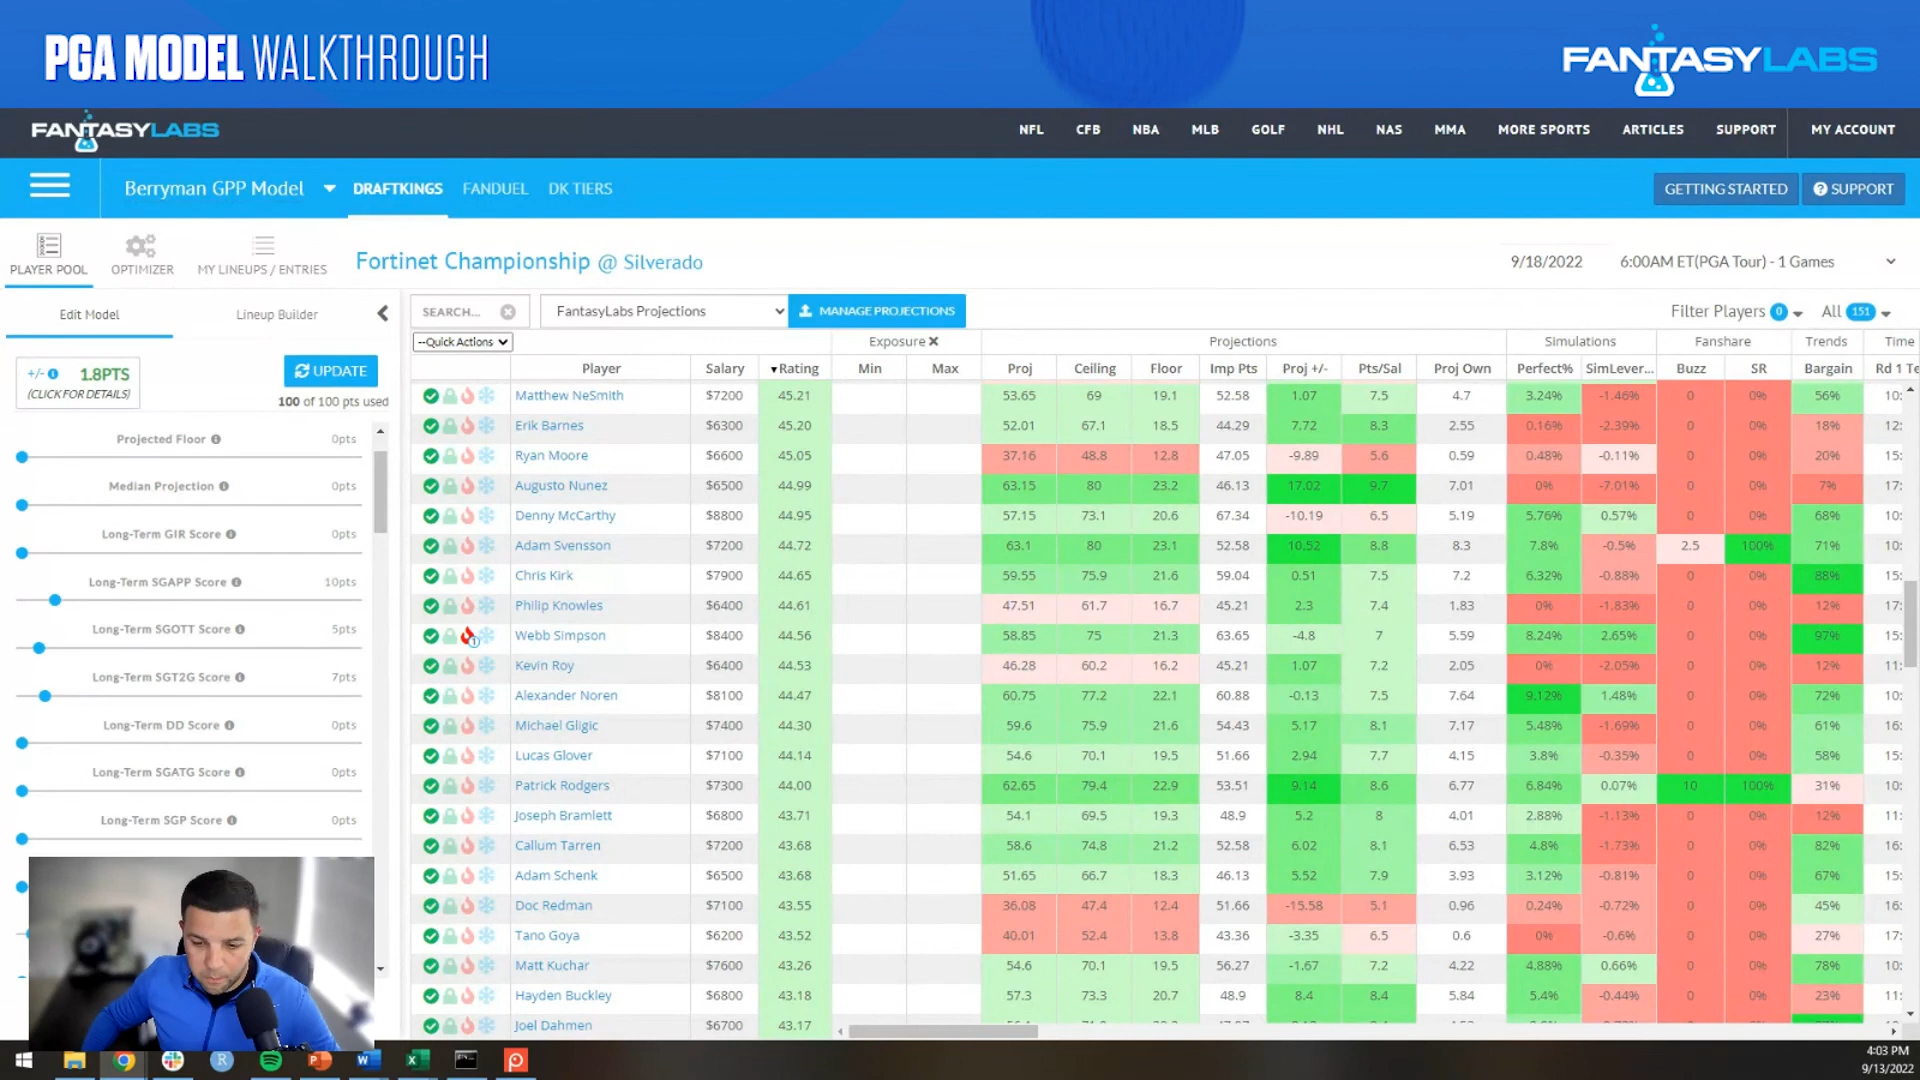 PGA MODEL WALKTHROUGH
FANTASYLABS
FANTASYLABS
NFL CFB NBA MLB GOLF NHL NAS MMA MORE SPORTS ARTICLES SUPPORT MY ACCOUNT
Berryman GPP Model DRAFTKINGS FANDUEL DK TIERS GETTING STARTED SUPPORT
PLAYER POOL OPTIMIZER MY LINEUPS / ENTRIES Fortinet Championship @ Silverado 9/18/2022 6:00AM ET(PGA Tour) - 1 Games
Edit Model Lineup Builder
SEARCH... FantasyLabs Projections MANAGE PROJECTIONS Filter Players 0 All 151
+/- 1.8PTS
(CLICK FOR DETAILS)
UPDATE
100 of 100 pts used
Projected Floor 0pts
Median Projection 0pts
Long-Term GIR Score 0pts
Long-Term SGAPP Score 10pts
Long-Term SGOTT Score 5pts
Long-Term SGT2G Score 7pts
Long-Term DD Score 0pts
Long-Term SGATG Score 0pts
Long-Term SGP Score 0pts
--Quick Actions Exposure Projections Simulations Fanshare Trends Time
Player Salary Rating Min Max Proj Ceiling Floor Imp Pts Proj +/- Pts/Sal Proj Own Perfect% SimLever... Buzz SR Bargain Rd 1 Te
Matthew NeSmith $7200 45.21 53.65 69 19.1 52.58 1.07 7.5 4.7 3.24% -1.46% 0 0% 56% 10:
Erik Barnes $6300 45.20 52.01 67.1 18.5 44.29 7.72 8.3 2.55 0.16% -2.39% 0 0% 18% 12:
Ryan Moore $6600 45.05 37.16 48.8 12.8 47.05 -9.89 5.6 0.59 0.48% -0.11% 0 0% 20% 15:
Augusto Nunez $6500 44.99 63.15 80 23.2 46.13 17.02 9.7 7.01 0% -7.01% 0 0% 7% 17:
Denny McCarthy $8800 44.95 57.15 73.1 20.6 67.34 -10.19 6.5 5.19 5.76% 0.57% 0 0% 68% 10:
Adam Svensson $7200 44.72 63.1 80 23.1 52.58 10.52 8.8 8.3 7.8% -0.5% 2.5 100% 71% 10:
Chris Kirk $7900 44.65 59.55 75.9 21.6 59.04 0.51 7.5 7.2 6.32% -0.88% 0 0% 88% 15:
Philip Knowles $6400 44.61 47.51 61.7 16.7 45.21 2.3 7.4 1.83 0% -1.83% 0 0% 12% 17:
Webb Simpson $8400 44.56 58.85 75 21.3 63.65 -4.8 7 5.59 8.24% 2.65% 0 0% 97% 15:
Kevin Roy $6400 44.53 46.28 60.2 16.2 45.21 1.07 7.2 2.05 0% -2.05% 0 0% 12% 11:
Alexander Noren $8100 44.47 60.75 77.2 22.1 60.88 -0.13 7.5 7.64 9.12% 1.48% 0 0% 72% 10:
Michael Gligic $7400 44.30 59.6 75.9 21.6 54.43 5.17 8.1 7.17 5.48% -1.69% 0 0% 61% 16:
Lucas Glover $7100 44.14 54.6 70.1 19.5 51.66 2.94 7.7 4.15 3.8% -0.35% 0 0% 58% 15:
Patrick Rodgers $7300 44.00 62.65 79.4 22.9 53.51 9.14 8.6 6.77 6.84% 0.07% 10 100% 31% 10:
Joseph Bramlett $6800 43.71 54.1 69.5 19.3 48.9 5.2 8 4.01 2.88% -1.13% 0 0% 12% 11:
Callum Tarren $7200 43.68 58.6 74.8 21.2 52.58 6.02 8.1 6.53 4.8% -1.73% 0 0% 82% 16:
Adam Schenk $6500 43.68 51.65 66.7 18.3 46.13 5.52 7.9 3.93 3.12% -0.81% 0 0% 67% 16:
Doc Redman $7100 43.55 36.08 47.4 12.4 51.66 -15.58 5.1 0.96 0.24% -0.72% 0 0% 45% 16:
Tano Goya $6200 43.52 40.01 52.4 13.8 43.36 -3.35 6.5 0.6 0% -0.6% 0 0% 27% 17:
Matt Kuchar $7600 43.26 54.6 70.1 19.5 56.27 -1.67 7.2 4.22 4.88% 0.66% 0 0% 78% 10:
Hayden Buckley $6800 43.18 57.3 73.3 20.7 48.9 8.4 8.4 5.84 5.4% -0.44% 0 0% 23% 11:
Joel Dahmen $6700 43.17
4:03 PM
9/13/2022